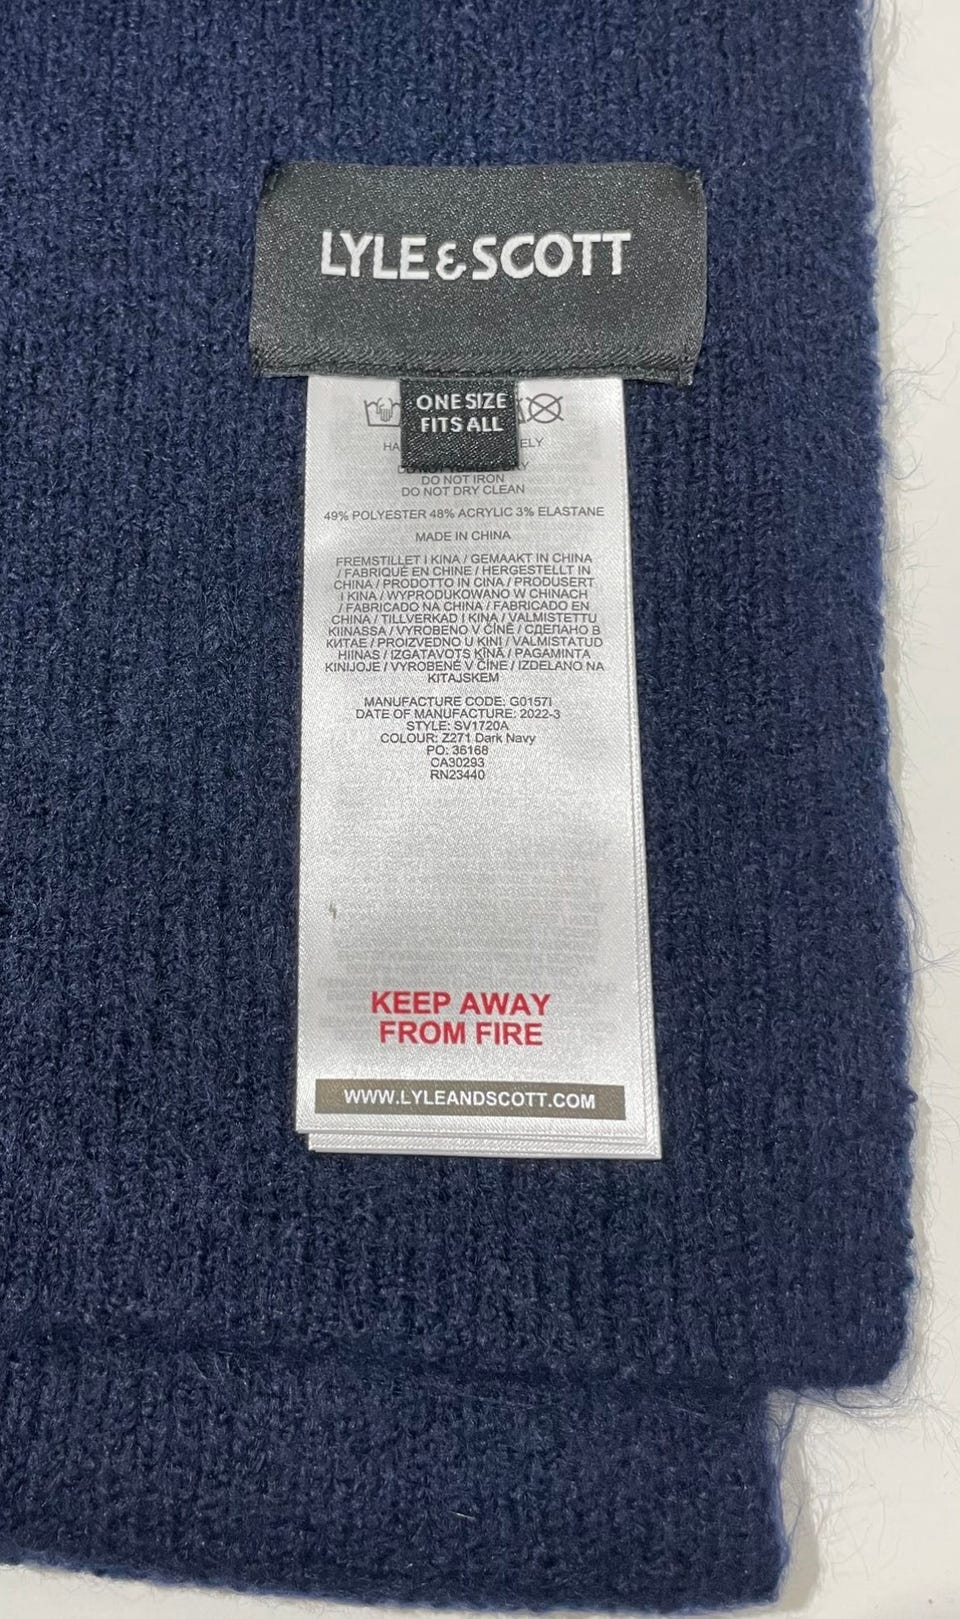 LYLE & SCOTT
ONE SIZE
FITS ALL
DO NOT IRON
DO NOT DRY CLEAN
49% POLYESTER 48% ACRYLIC 3% ELASTANE
MADE IN CHINA
FREMSTILLET I KINA / GEMAAKT IN CHINA
/ FABRIQUÉ EN CHINE / HERGESTELLT IN
CHINA / PRODOTTO IN CINA / PRODUSERT
I KINA / WYPRODUKOWANO W CHINACH
/ FABRICADO NA CHINA / FABRICADO EN
CHINA / TILLVERKAD I KINA / VALMISTETTU
KIINASSA / VYROBENO V ČÍNĚ / СДЕЛАНО В
КИТАЕ / PROIZVEDNO U KINI / VALMISTATUD
HIINAS / IZGATAVOTS ĶĪNĀ / PAGAMINTA
KINIJOJE / VYROBENÉ V ČÍNE / IZDELANO NA
KITAJSKEM
MANUFACTURE CODE: G0157I
DATE OF MANUFACTURE: 2022-3
STYLE: SV1720A
COLOUR: Z271 Dark Navy
PO: 36168
CA30293
RN23440
KEEP AWAY
FROM FIRE
WWW.LYLEANDSCOTT.COM